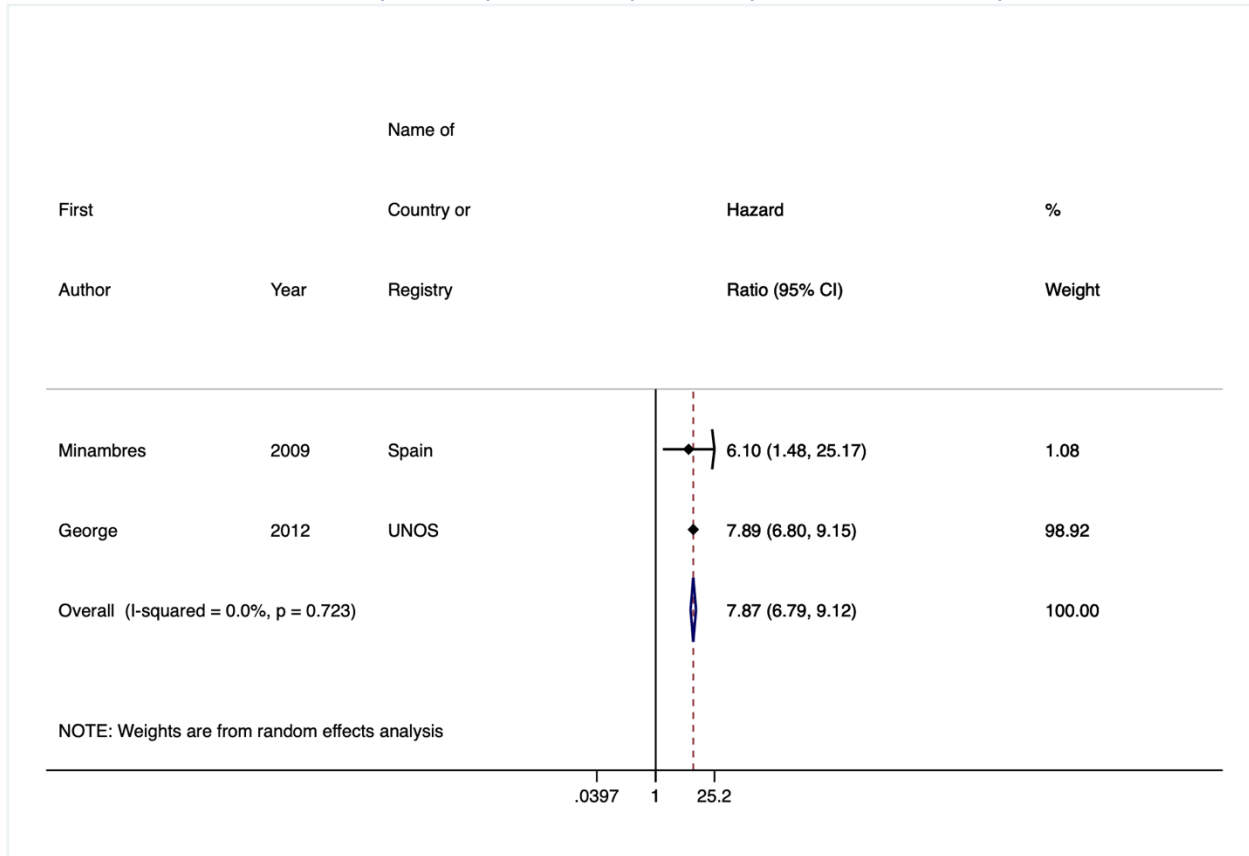 Name of
First Country or Hazard %
Author Year Registry Ratio (95% CI) Weight
Minambres 2009 Spain 6.10 (1.48, 25.17) 1.08
George 2012 UNOS 7.89 (6.80, 9.15) 98.92
Overall (I-squared = 0.0%, p = 0.723) 7.87 (6.79, 9.12) 100.00
NOTE: Weights are from random effects analysis
.0397 1 25.2